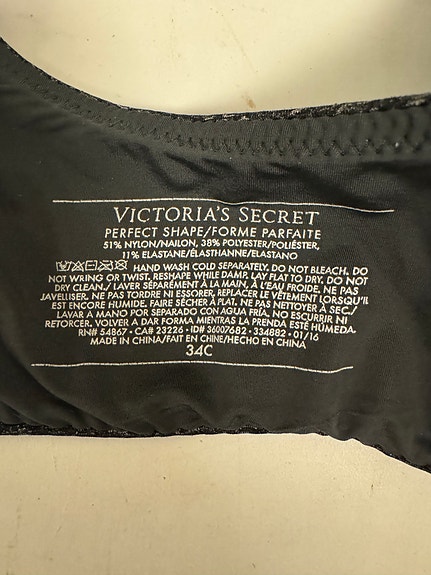 VICTORIA'S SECRET
PERFECT SHAPE/FORME PARFAITE
51% NYLON/NAILON, 38% POLYESTER/POLIÉSTER,
11% ELASTANE/ÉLASTHANNE/ELASTANO
HAND WASH COLD SEPARATELY. DO NOT BLEACH. DO
NOT WRING OR TWIST. RESHAPE WHILE DAMP. LAY FLAT TO DRY. DO NOT
DRY CLEAN./ LAVER SÉPARÉMENT À LA MAIN, À L'EAU FROIDE. NE PAS
JAVELLISER. NE PAS TORDRE NI ESSORER. REPLACER LE VÊTEMENT LORSQU'IL
EST ENCORE HUMIDE. FAIRE SÉCHER À PLAT. NE PAS NETTOYER À SEC./
LAVAR A MANO POR SEPARADO CON AGUA FRÍA. NO ESCURRIR NI
RETORCER. VOLVER A DAR FORMA MIENTRAS LA PRENDA ESTÉ HÚMEDA.
RN# 54867 • CA# 23226 • ID# 36007682 • 334882 • 01/16
MADE IN CHINA/FAIT EN CHINE/HECHO EN CHINA
34C